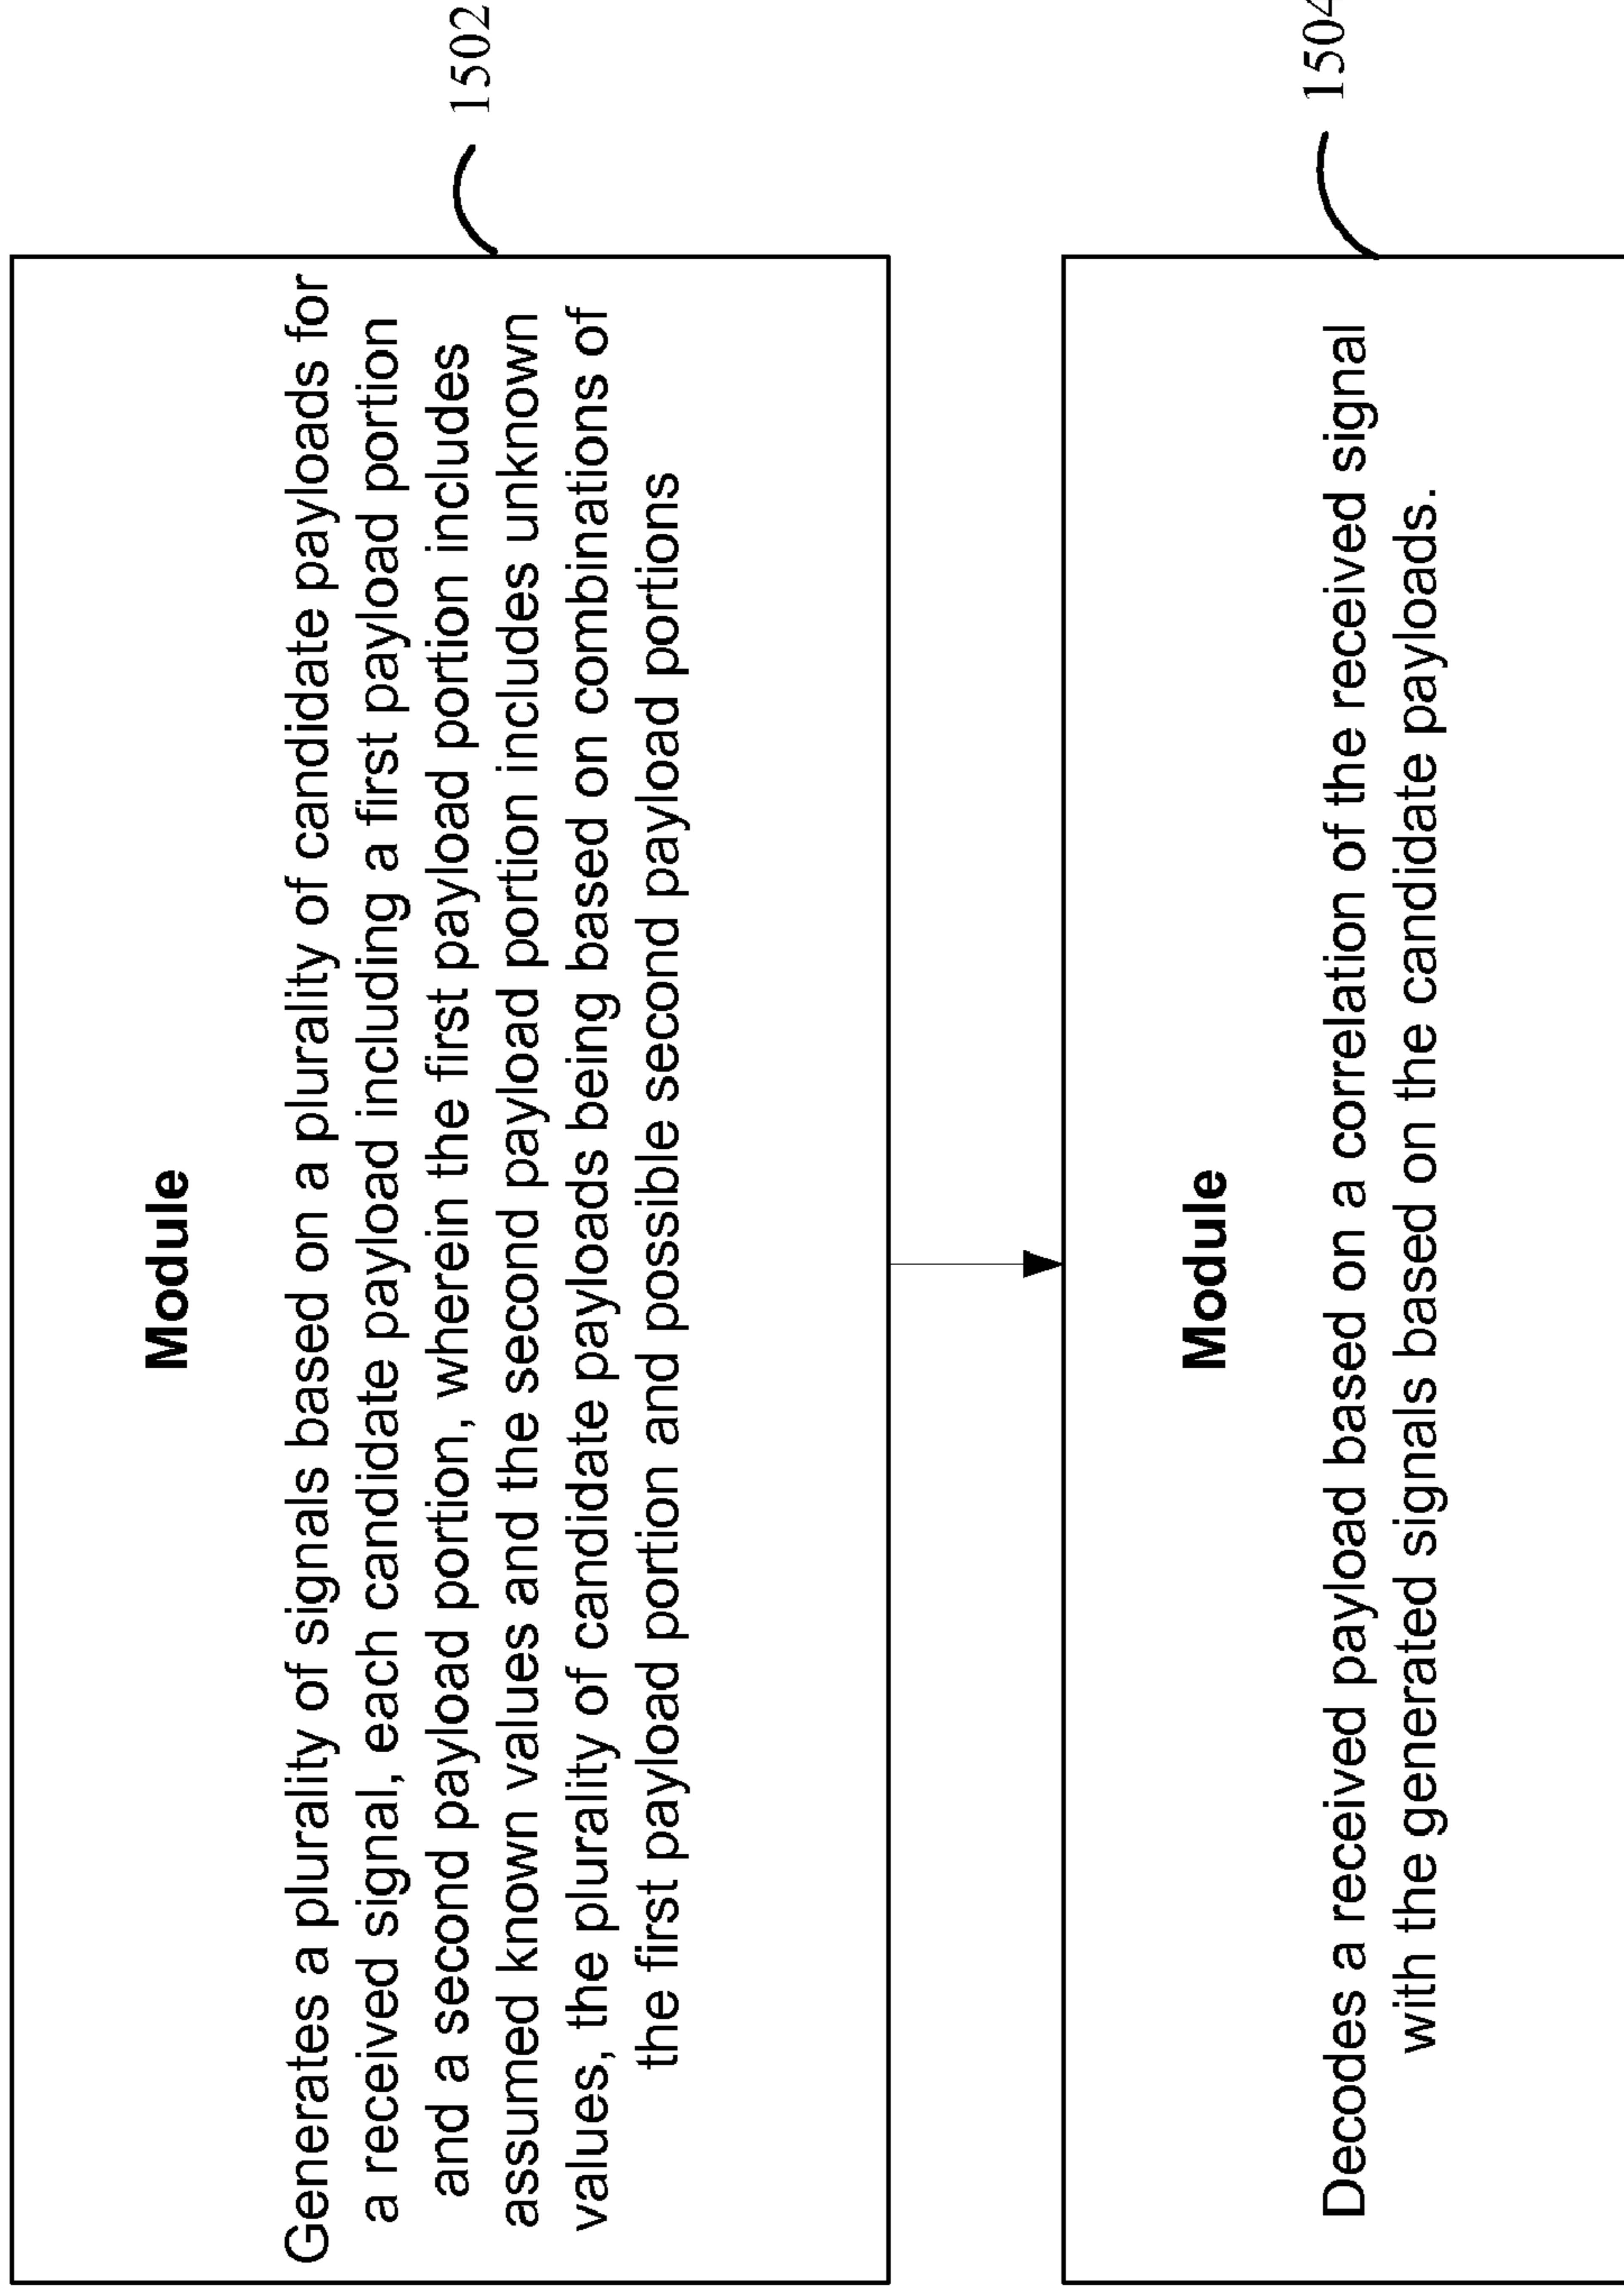 Module
Generates a plurality of signals based on a plurality of candidate payloads for
a received signal, each candidate payload including a first payload portion
and a second payload portion, wherein the first payload portion includes
assumed known values and the second payload portion includes unknown
values, the plurality of candidate payloads being based on combinations of
the first payload portion and possible second payload portions
1502
Module
Decodes a received payload based on a correlation of the received signal
with the generated signals based on the candidate payloads.
1504